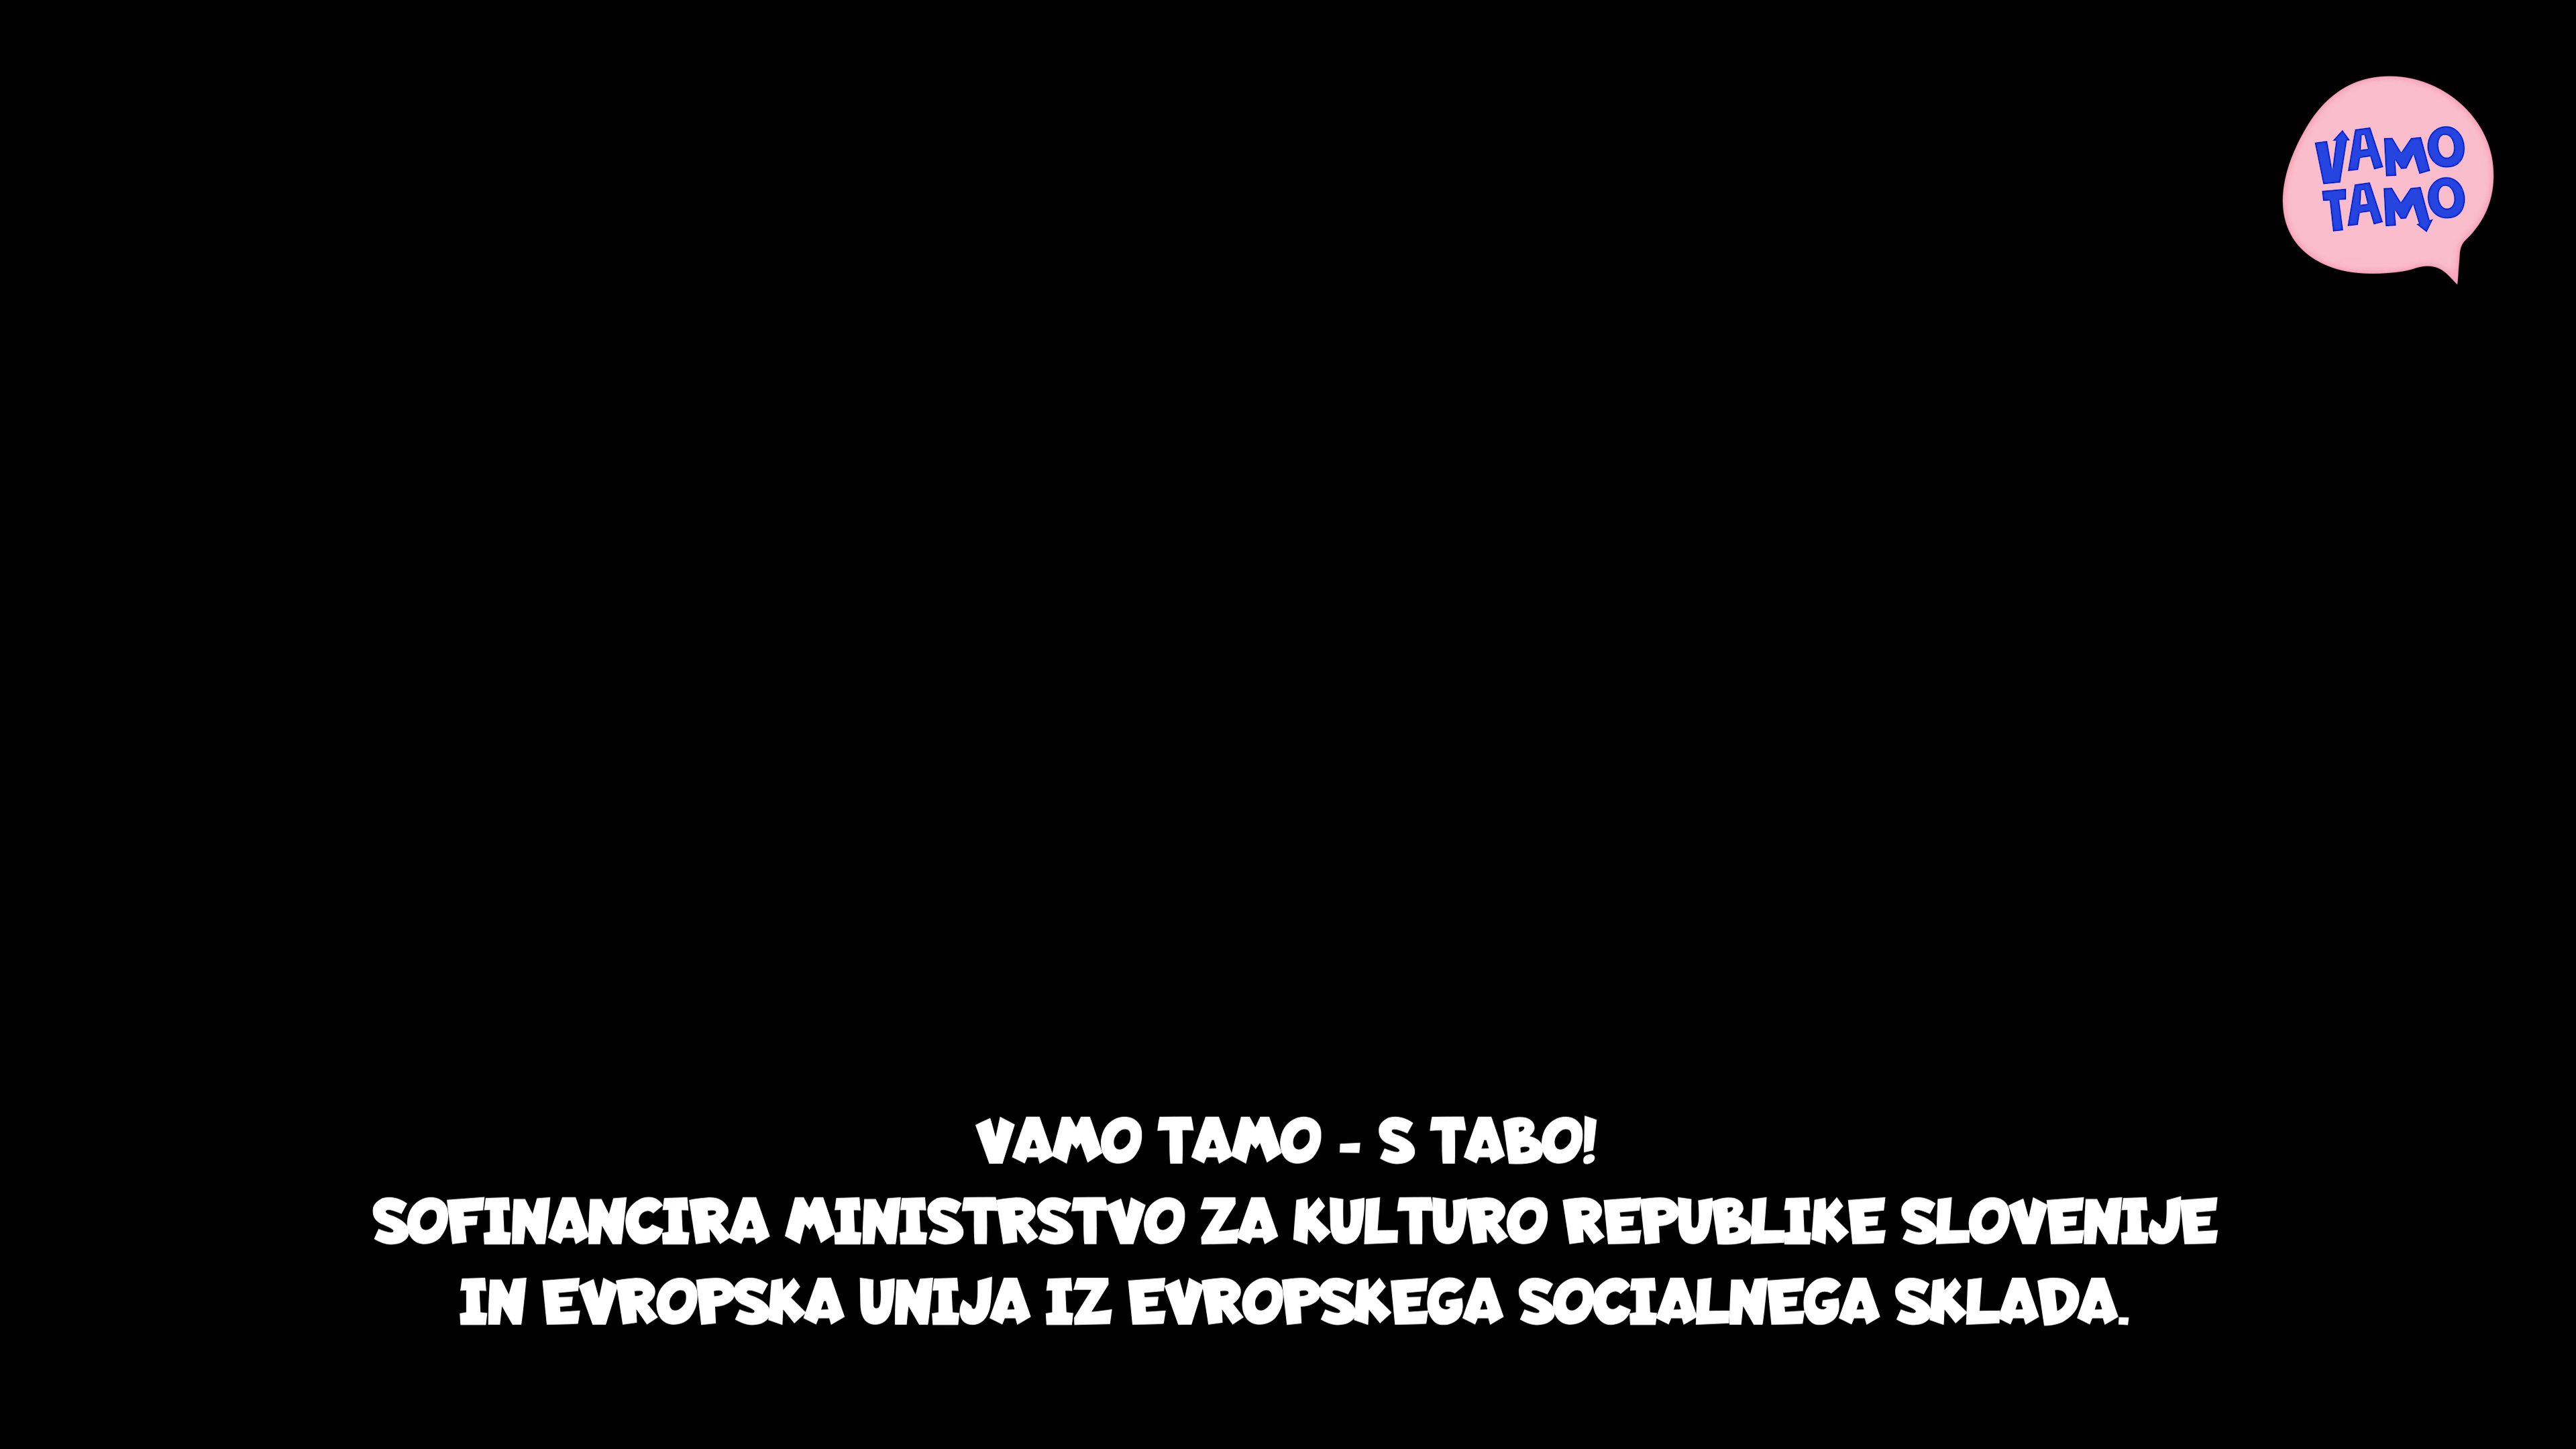 VAMO
TAMO
VAMO TAMO - S TABO!
SOFINANCIRA MINISTRSTVO ZA KULTURO REPUBLIKE SLOVENIJE
IN EVROPSKA UNIJA IZ EVROPSKEGA SOCIALNEGA SKLADA.